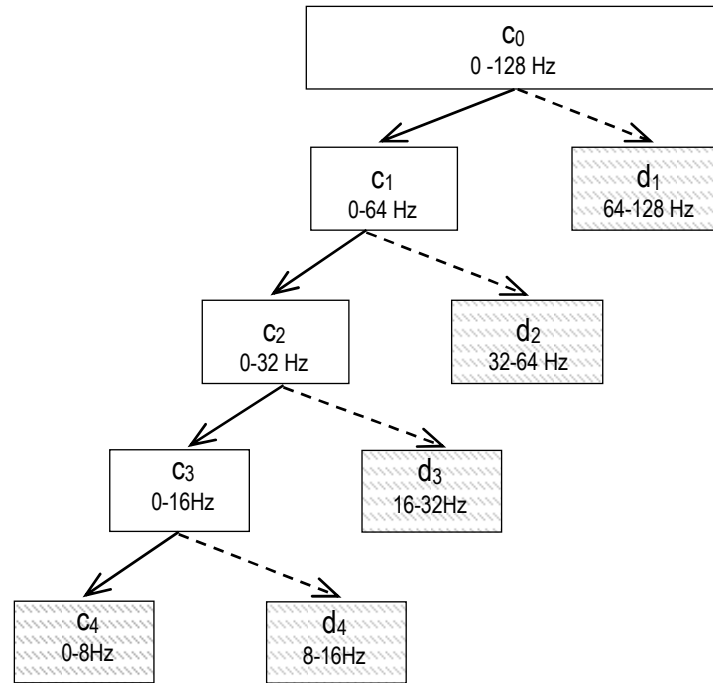 c₀
0 -128 Hz
c₁
0-64 Hz
d₁
64-128 Hz
c₂
0-32 Hz
d₂
32-64 Hz
c₃
0-16Hz
d₃
16-32Hz
c₄
0-8Hz
d₄
8-16Hz